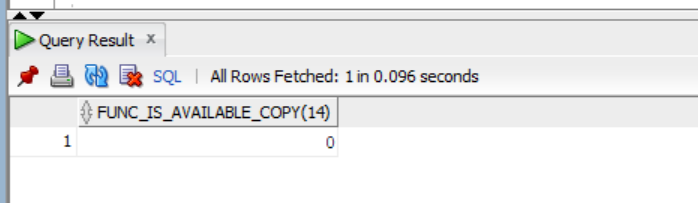 Query Result x
SQL | All Rows Fetched: 1 in 0.096 seconds
FUNC_IS_AVAILABLE_COPY(14)
1 0